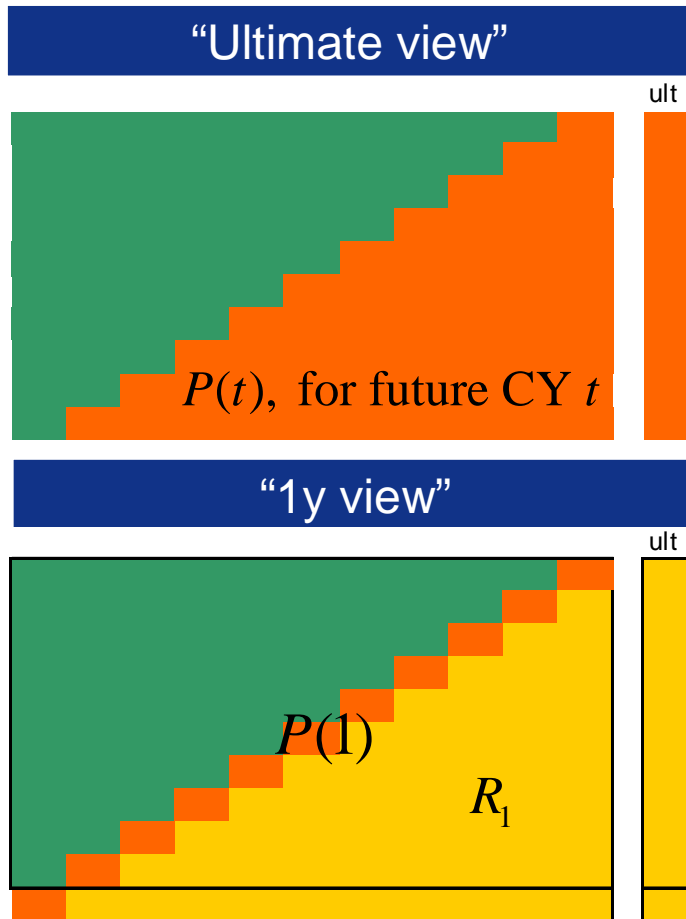 “Ultimate view”
ult
P(t), for future CY t
“1y view”
ult
P(1)
R₁